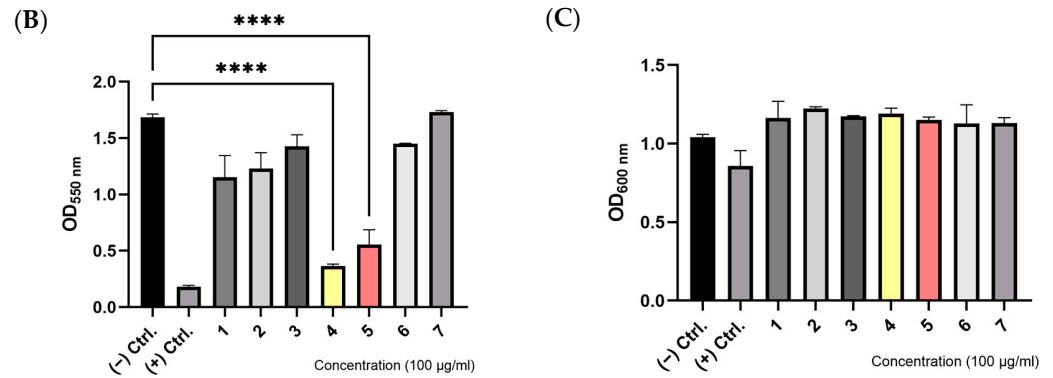 (B)
****
****
2.0
1.5
1.0
0.5
0.0
OD550 nm
(−) Ctrl.
(+) Ctrl.
1
2
3
4
5
6
7
Concentration (100 µg/ml)
(C)
1.5
1.0
0.5
0.0
OD600 nm
(−) Ctrl.
(+) Ctrl.
1
2
3
4
5
6
7
Concentration (100 µg/ml)